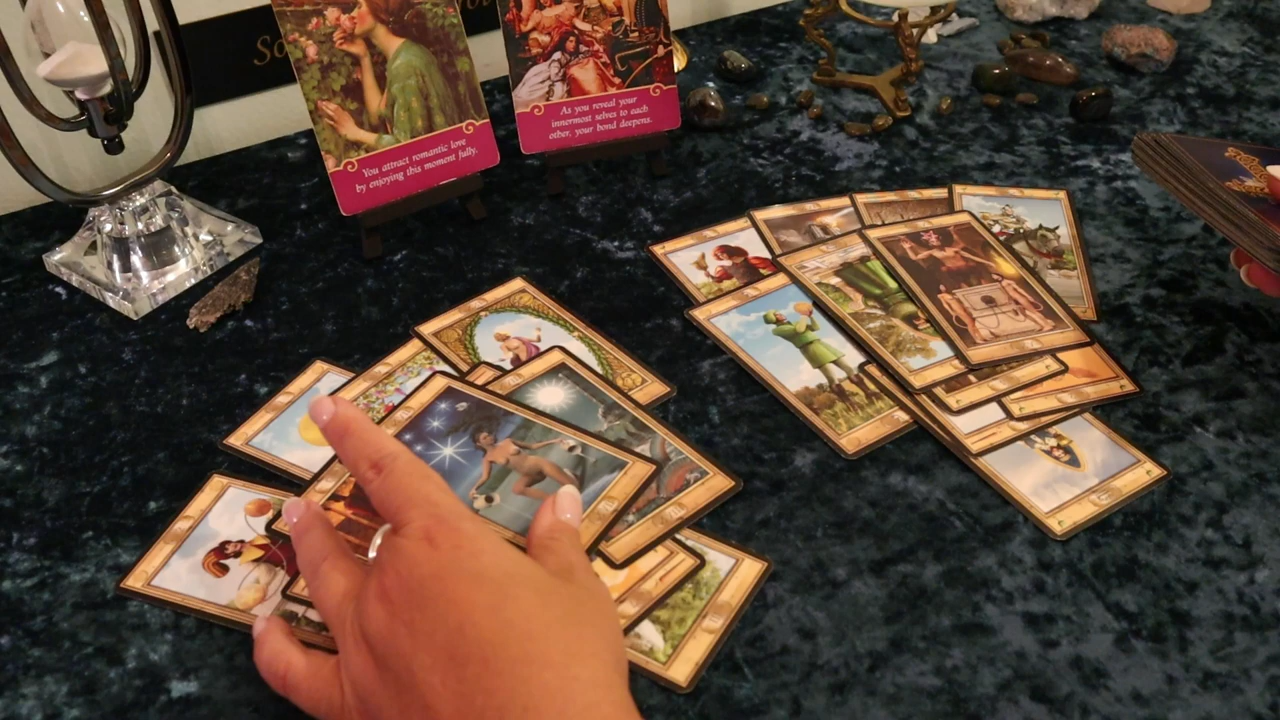 So
You attract romantic love
by enjoying this moment fully.
As you reveal your
innermost selves to each
other, your bond deepens.